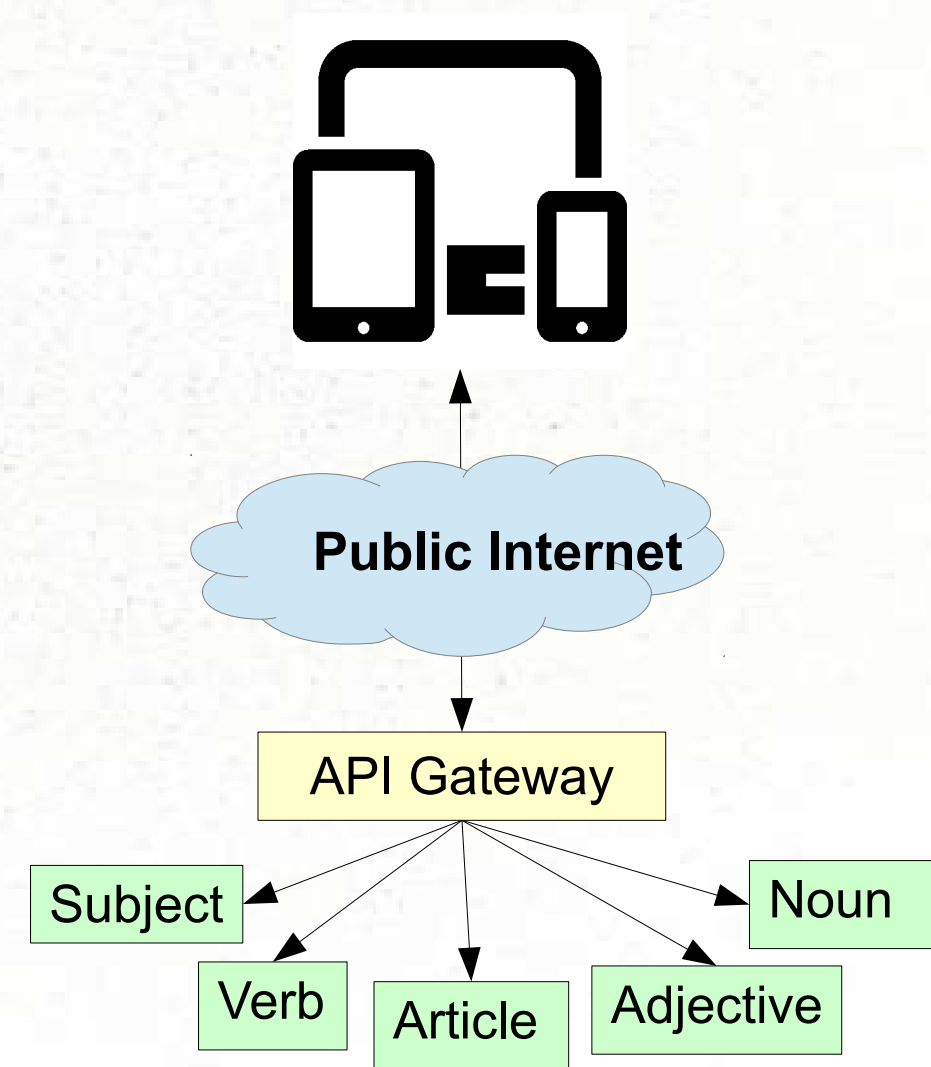 Public Internet
API Gateway
Subject
Noun
Verb
Article
Adjective